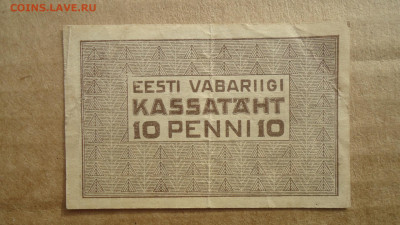 COINS.LAVE.RU
EESTI VABARIIGI
KASSATÄHT
10 PENNI 10